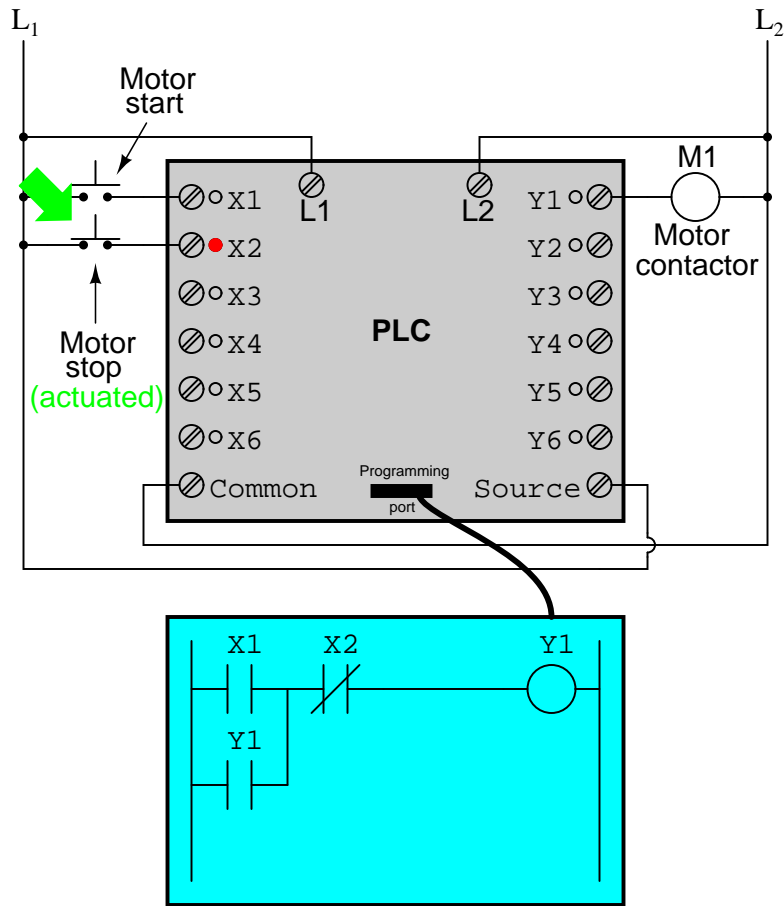 L1
L2
Motor
start
M1
X1
L1
L2
Y1
X2
Y2
Motor
contactor
X3
Y3
Motor
stop
(actuated)
X4
PLC
Y4
X5
Y5
X6
Y6
Common
Programming
port
Source
X1
X2
Y1
Y1